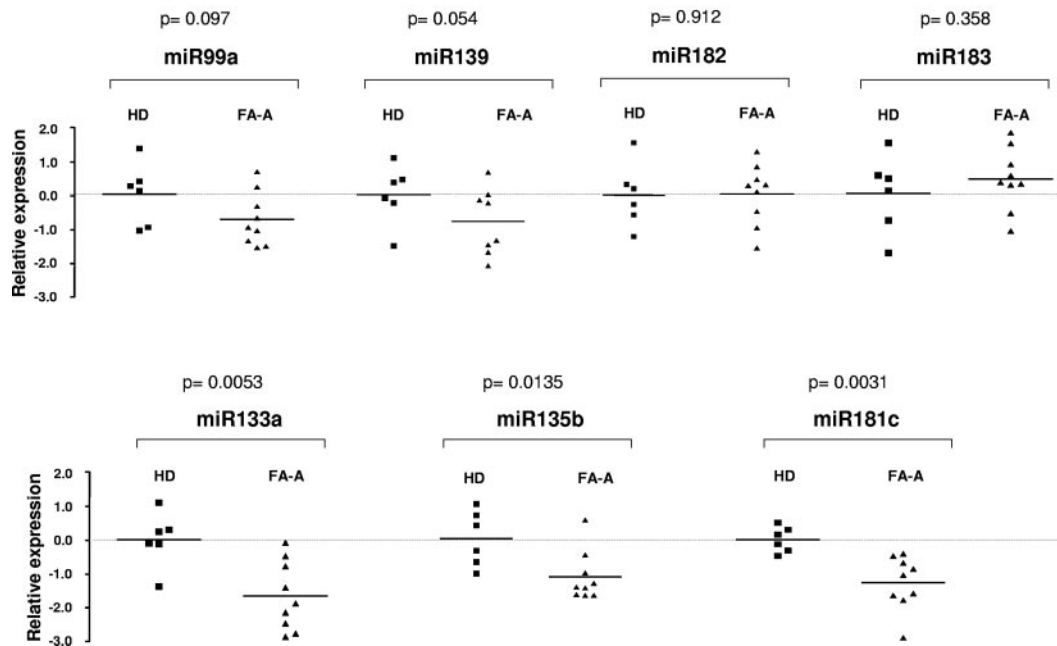 p= 0.097 p= 0.054 p= 0.912 p= 0.358
miR99a miR139 miR182 miR183
HD FA-A HD FA-A HD FA-A HD FA-A
Relative expression
2.0
1.0
0.0
-1.0
-2.0
-3.0
p= 0.0053 p= 0.0135 p= 0.0031
miR133a miR135b miR181c
HD FA-A HD FA-A HD FA-A
Relative expression
2.0
1.0
0.0
-1.0
-2.0
-3.0